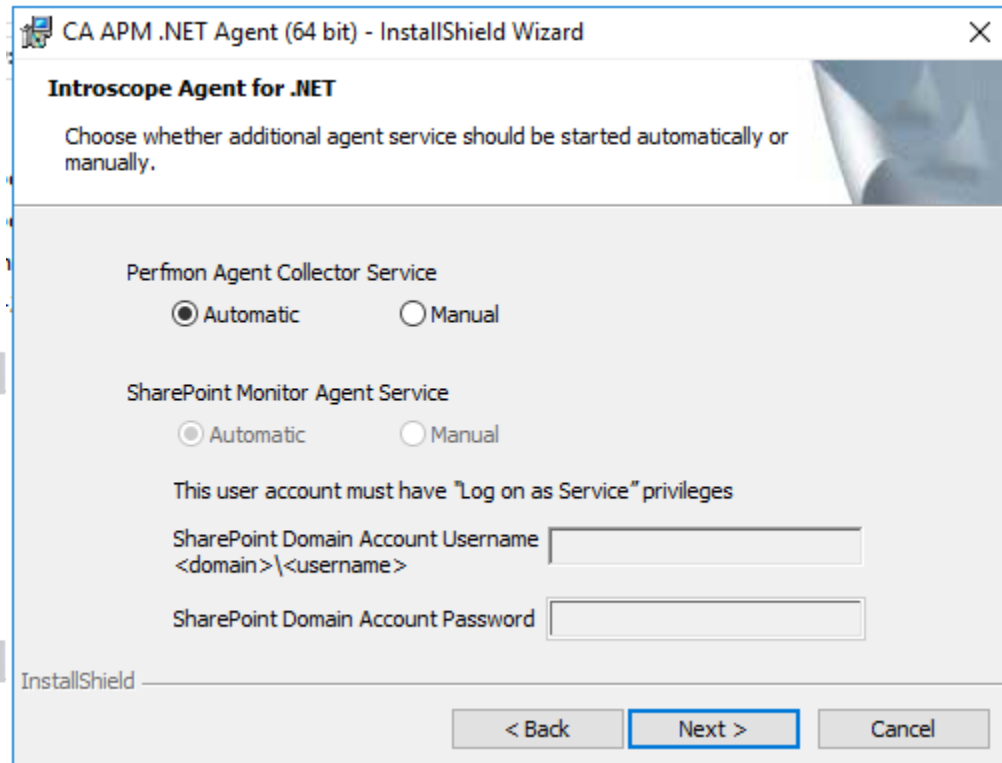 CA APM .NET Agent (64 bit) - InstallShield Wizard
Introscope Agent for .NET
Choose whether additional agent service should be started automatically or
manually.
Perfmon Agent Collector Service
Automatic Manual
SharePoint Monitor Agent Service
Automatic Manual
This user account must have "Log on as Service" privileges
SharePoint Domain Account Username
<domain>\<username>
SharePoint Domain Account Password
InstallShield
< Back Next > Cancel